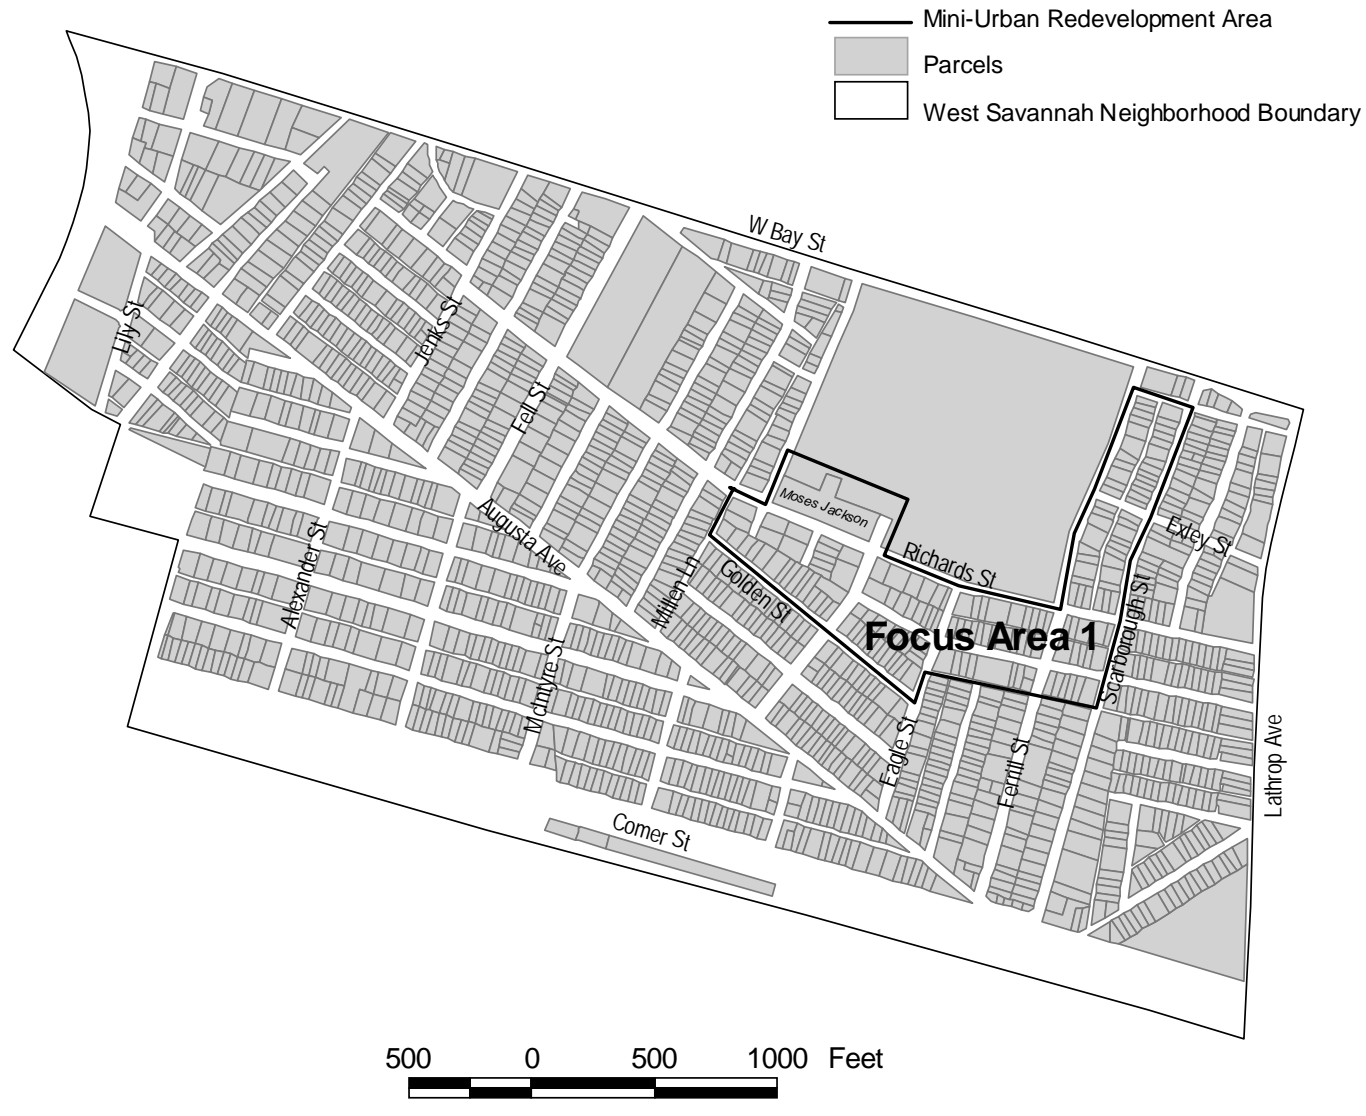 Mini-Urban Redevelopment Area
Parcels
West Savannah Neighborhood Boundary
W Bay St
Lily St
Jenks St
Fell St
Moses Jackson
Augusta Ave
Exley St
Richards St
Alexander St
Millen Ln
Golden St
Focus Area 1
Scarborough St
McIntyre St
Eagle St
Ferrill St
Lathrop Ave
Comer St
500 0 500 1000 Feet